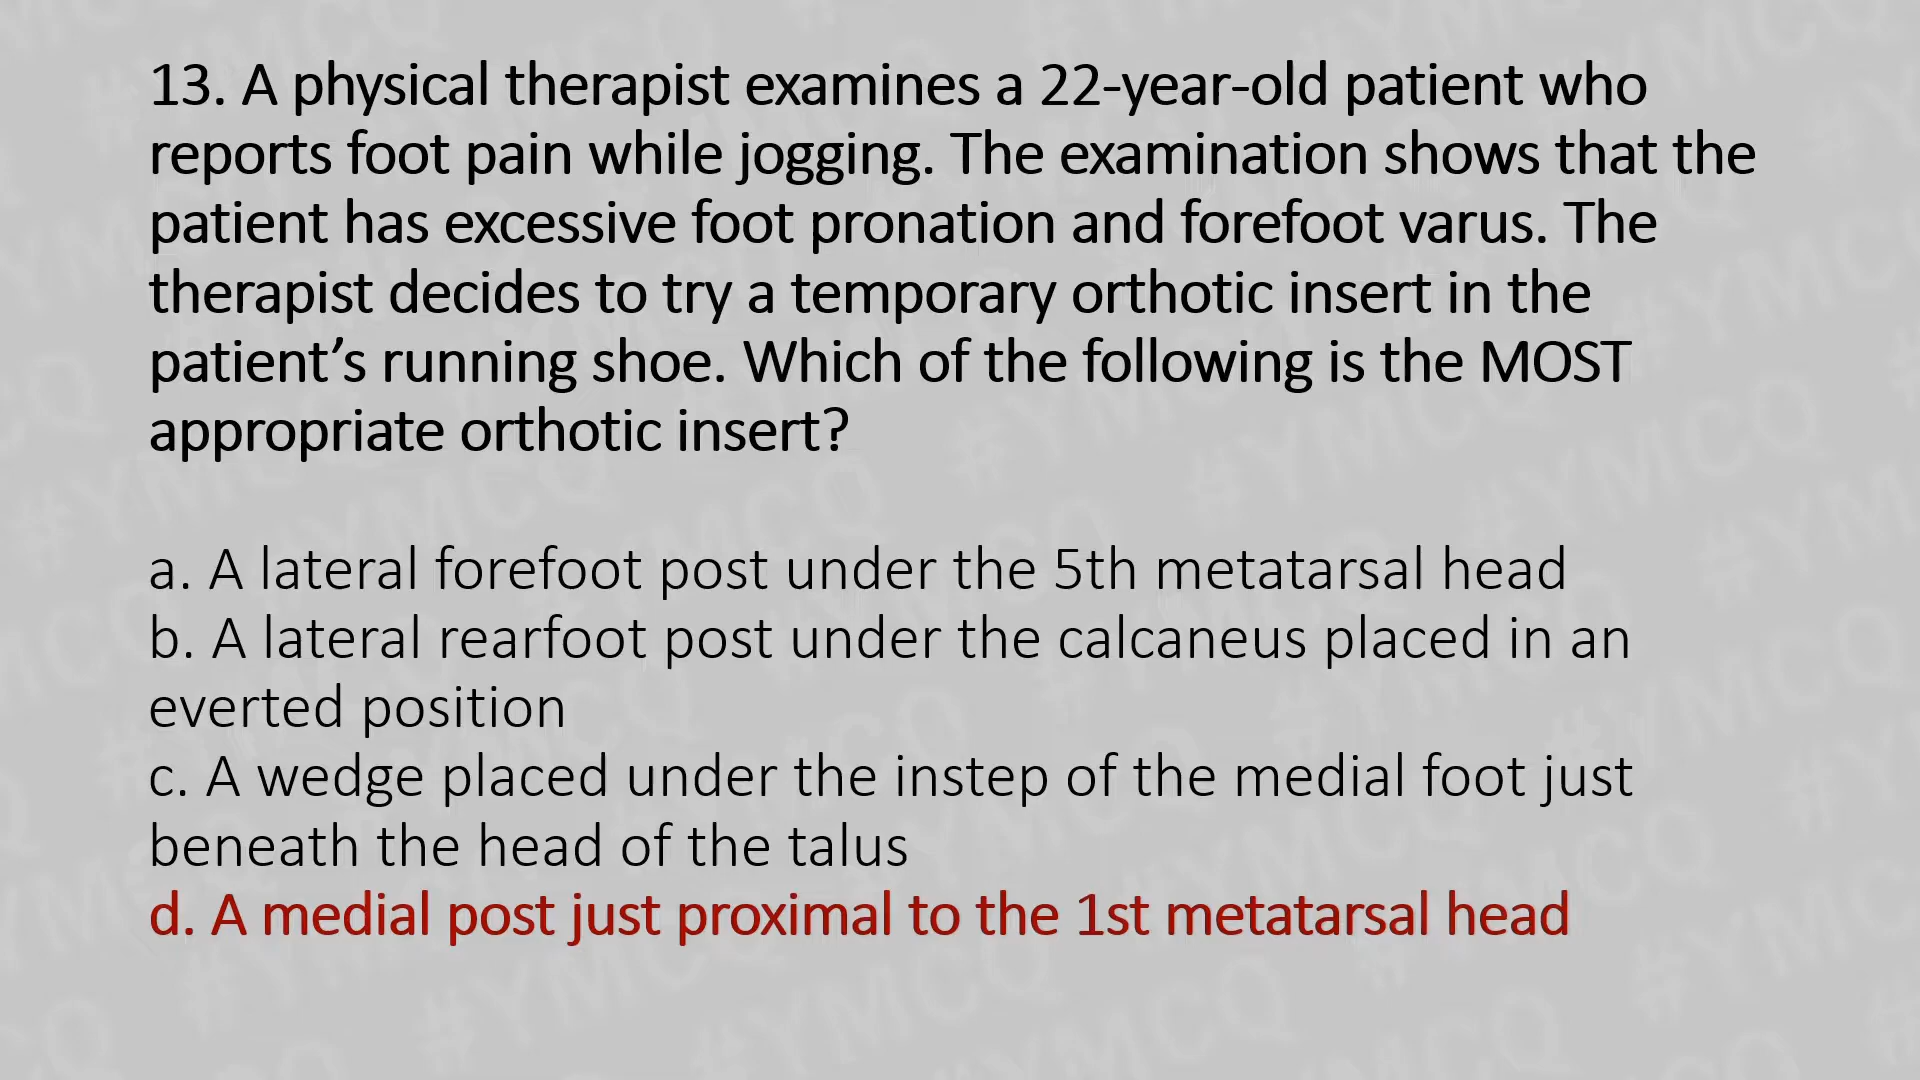 13. A physical therapist examines a 22-year-old patient who
reports foot pain while jogging. The examination shows that the
patient has excessive foot pronation and forefoot varus. The
therapist decides to try a temporary orthotic insert in the
patient’s running shoe. Which of the following is the MOST
appropriate orthotic insert?
a. A lateral forefoot post under the 5th metatarsal head
b. A lateral rearfoot post under the calcaneus placed in an
everted position
c. A wedge placed under the instep of the medial foot just
beneath the head of the talus
d. A medial post just proximal to the 1st metatarsal head